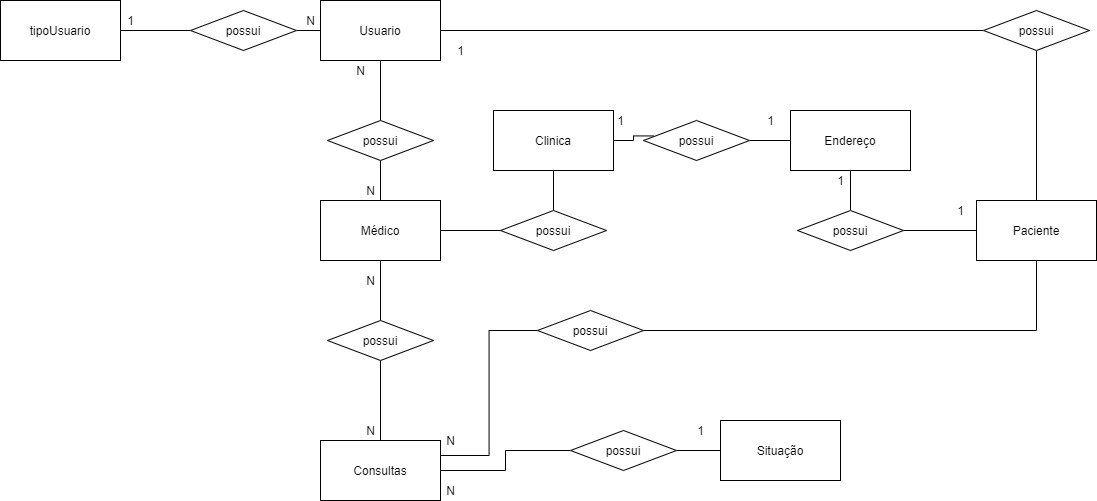 tipoUsuario
1
possui
N
Usuario
1
possui
N
possui
N
Clinica
1
possui
1
Endereço
1
possui
1
Paciente
Médico
possui
N
possui
N
possui
N
possui
1
Situação
Consultas
N